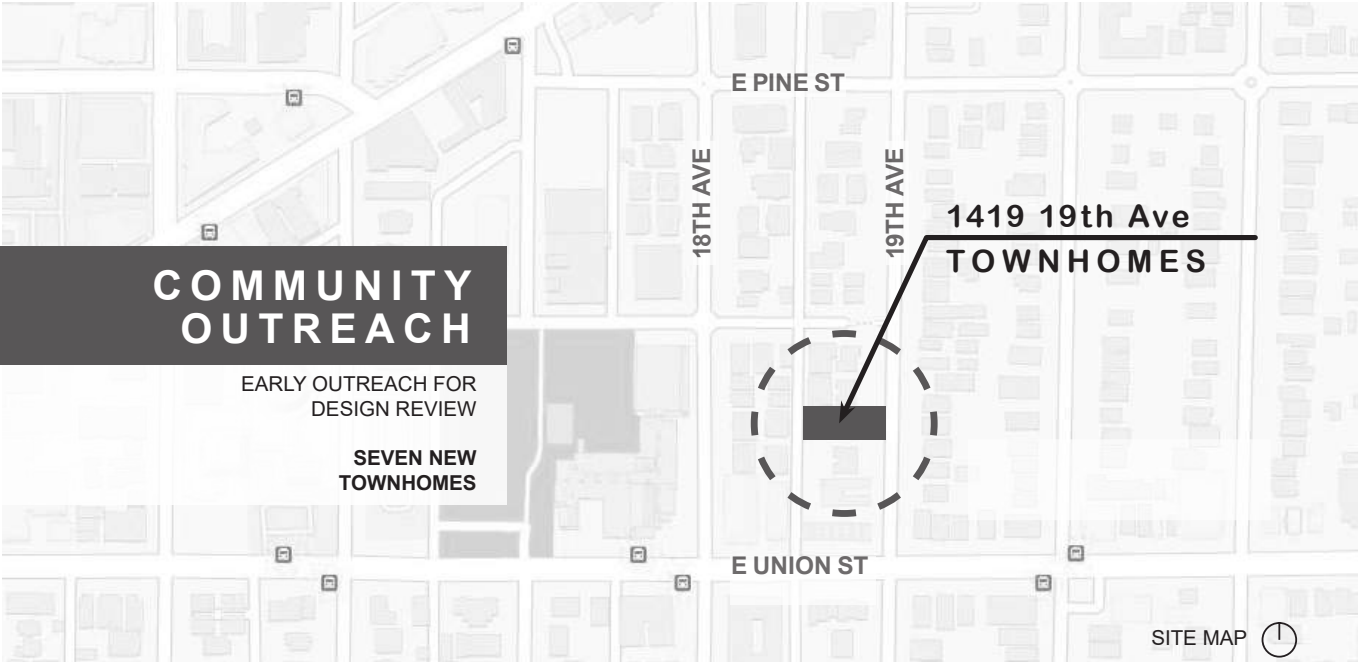 E PINE ST
18TH AVE
19TH AVE
1419 19th Ave
TOWNHOMES
COMMUNITY
OUTREACH
EARLY OUTREACH FOR
DESIGN REVIEW
SEVEN NEW
TOWNHOMES
E UNION ST
SITE MAP